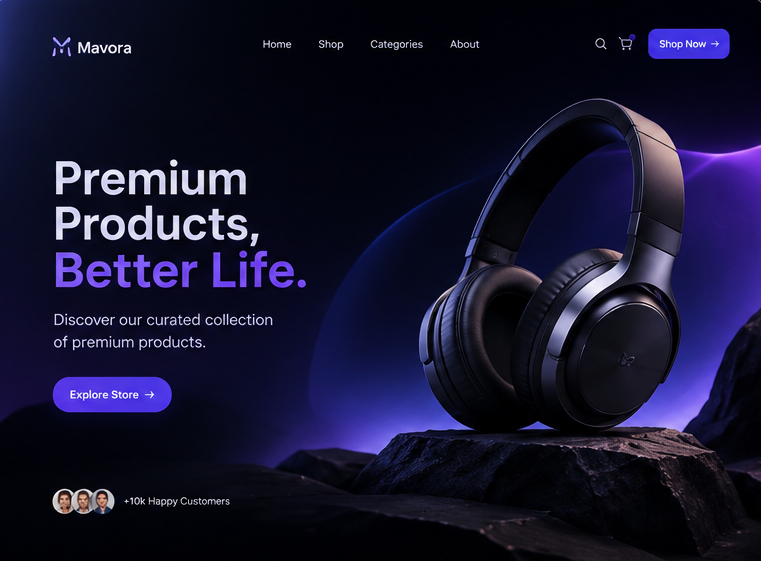 Mavora
Home
Shop
Categories
About
Shop Now →
Premium
Products,
Better Life.
Discover our curated collection
of premium products.
Explore Store →
+10k Happy Customers